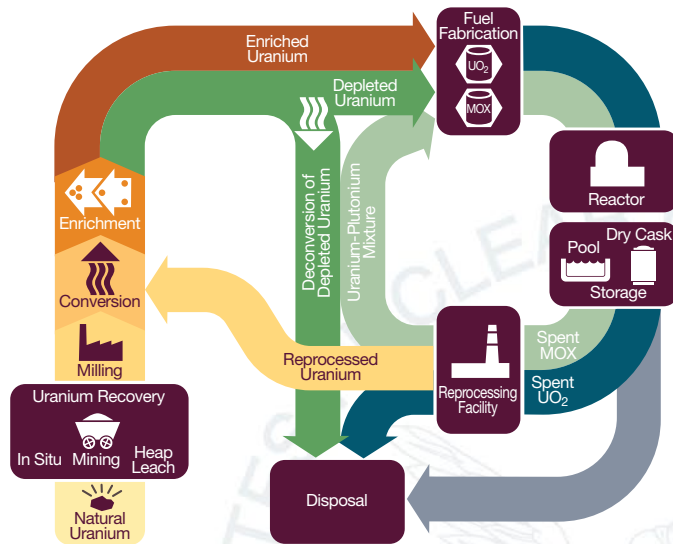 Fuel
Fabrication
UO₂
MOX
Enriched
Uranium
Depleted
Uranium
Enrichment
Conversion
Milling
Uranium Recovery
In Situ
Mining
Heap
Leach
Natural
Uranium
Deconversion of
Depleted Uranium
Uranium-Plutonium
Mixture
Reprocessed
Uranium
Reactor
Dry Cask
Pool
Storage
Spent
MOX
Spent
UO₂
Reprocessing
Facility
Disposal